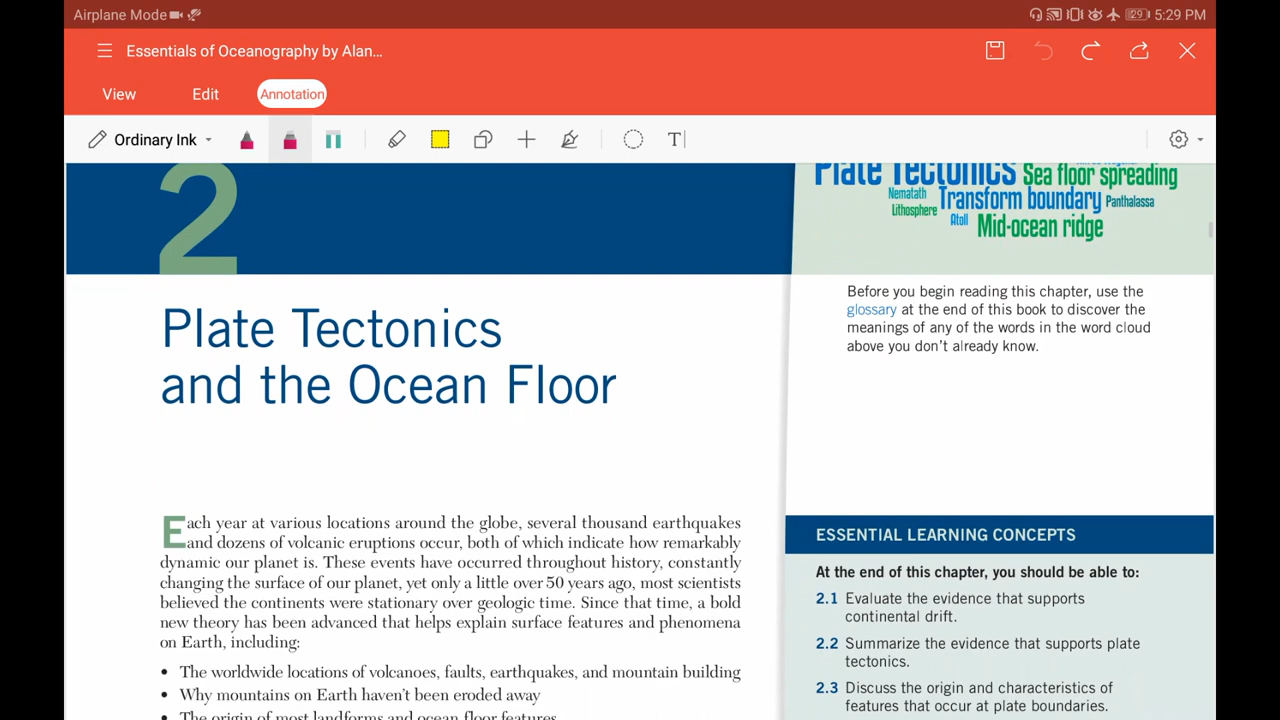 Airplane Mode
29 5:29 PM
Essentials of Oceanography by Alan...
View Edit Annotation
Ordinary Ink
T
2
Plate Tectonics Sea floor spreading
Nematath Transform boundary Panthalassa
Lithosphere
Atoll Mid-ocean ridge
Before you begin reading this chapter, use the
glossary at the end of this book to discover the
meanings of any of the words in the word cloud
above you don't already know.
Plate Tectonics
and the Ocean Floor
Each year at various locations around the globe, several thousand earthquakes
and dozens of volcanic eruptions occur, both of which indicate how remarkably
dynamic our planet is. These events have occurred throughout history, constantly
changing the surface of our planet, yet only a little over 50 years ago, most scientists
believed the continents were stationary over geologic time. Since that time, a bold
new theory has been advanced that helps explain surface features and phenomena
on Earth, including:
• The worldwide locations of volcanoes, faults, earthquakes, and mountain building
• Why mountains on Earth haven't been eroded away
• The origin of most landforms and ocean floor features
ESSENTIAL LEARNING CONCEPTS
At the end of this chapter, you should be able to:
2.1 Evaluate the evidence that supports
continental drift.
2.2 Summarize the evidence that supports plate
tectonics.
2.3 Discuss the origin and characteristics of
features that occur at plate boundaries.